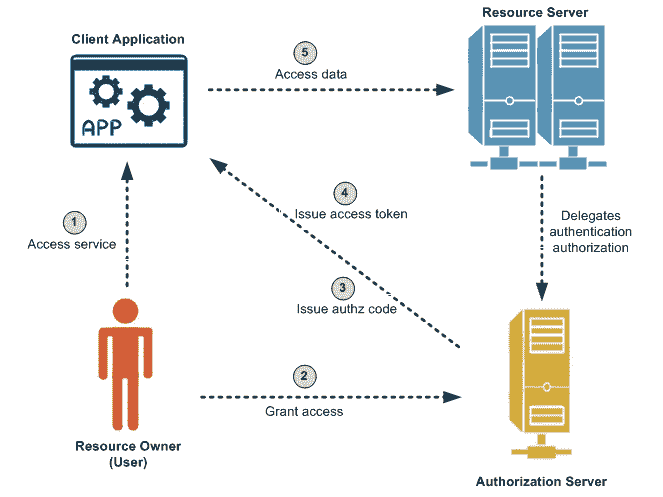 Resource Server
Client Application
5
Access data
APP
4
Issue access token
1
Access service
Delegates
authentication
authorization
3
Issue authz code
2
Grant access
Resource Owner
(User)
Authorization Server